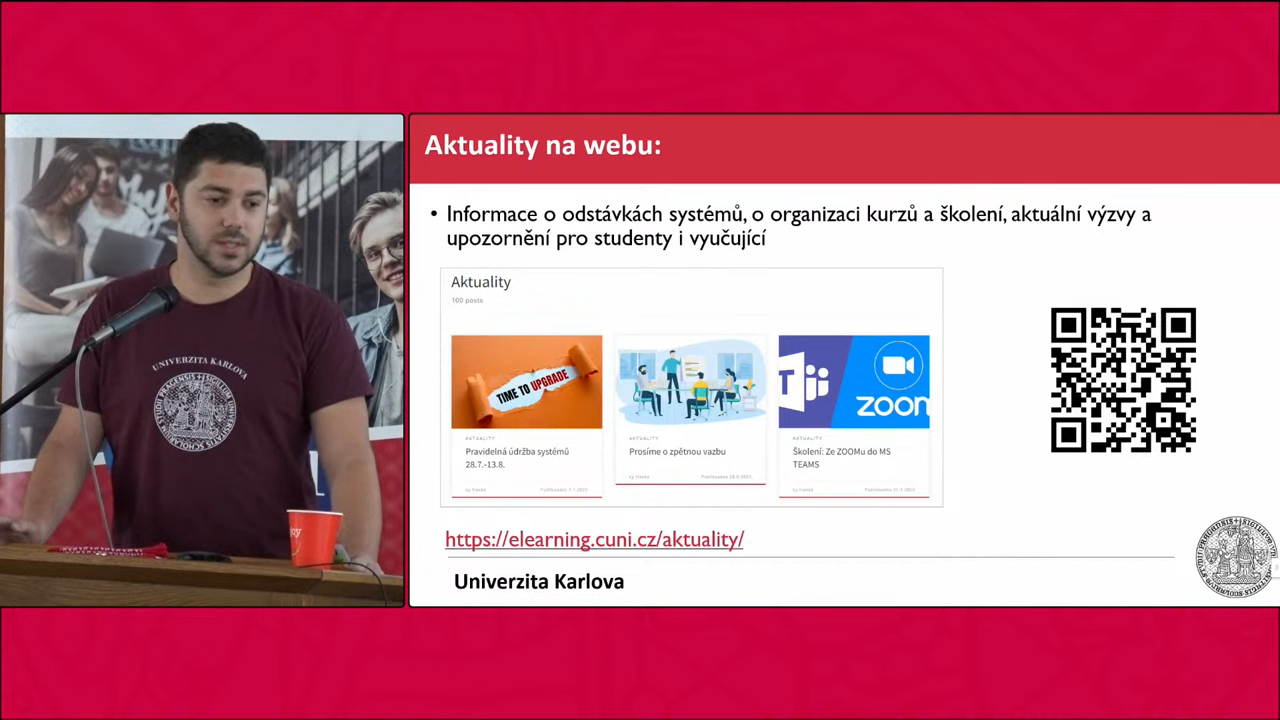 Aktuality na webu:
• Informace o odstávkách systémů, o organizaci kurzů a školení, aktuální výzvy a
upozornění pro studenty i vyučující
Aktuality
100 posts
TIME TO UPGRADE
zoom
AKTUALITY
Pravidelná údržba systémů
28.7.-13.8.
AKTUALITY
Prosíme o zpětnou vazbu
AKTUALITY
Školení: Ze ZOOMu do MS
TEAMS
https://elearning.cuni.cz/aktuality/
Univerzita Karlova
UNIVERZITA KARLOVA